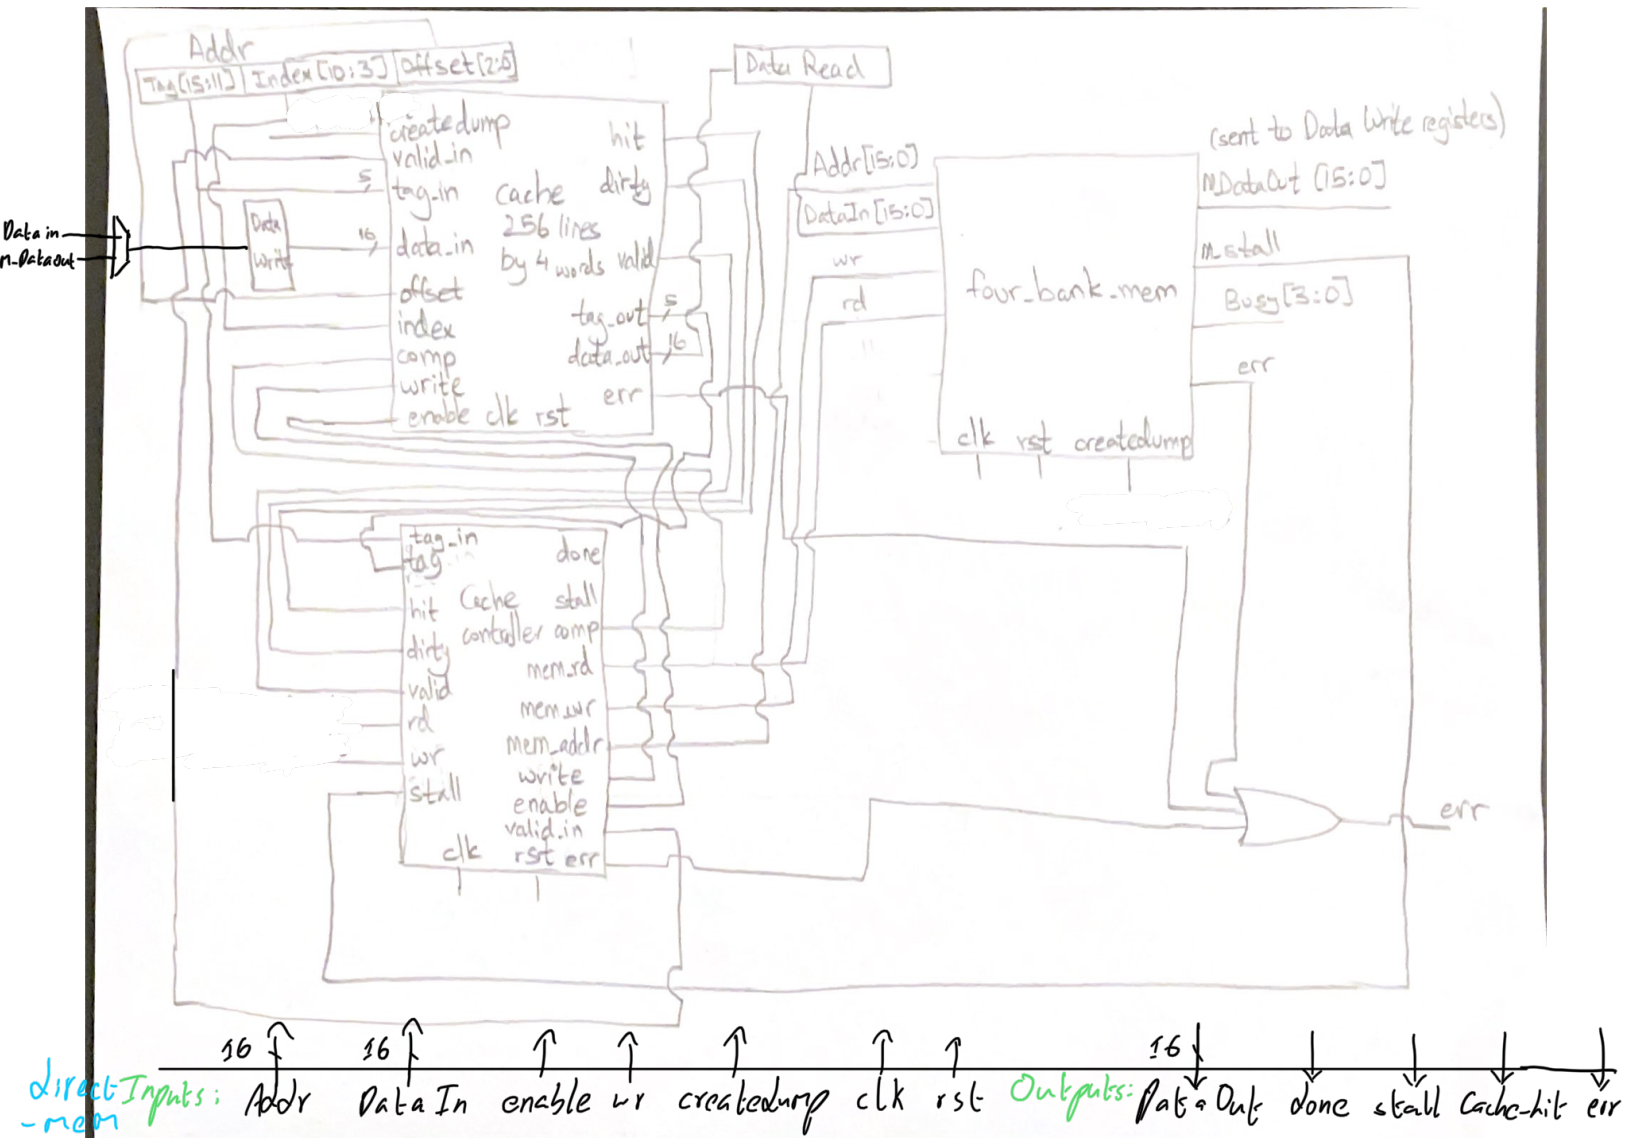 Addr
Tag[15:11] Index[10:3] Offset[2:0]
Data in
M-Dataout
Data
Write
createdump
valid_in
5
tag_in
16
data_in
offset
index
comp
write
enable clk rst
Cache
256 lines
by 4 words
hit
dirty
valid
tag_out 5
data_out 16
err
Data Read
Addr[15:0]
DataIn[15:0]
wr
rd
four_bank_mem
clk rst createdump
(sent to Data Write registers)
MDataOut [15:0]
m_stall
Busy[3:0]
err
tag_in
tag
hit
dirty
valid
rd
wr
stall
clk rst
Cache
controller
done
stall
comp
mem_rd
mem_wr
mem_addr
write
enable
valid_in
err
err
16 16 16
direct
-mem
Inputs: Addr Data In enable wr createdump clk rst Outputs: Data Out done stall Cache-hit err